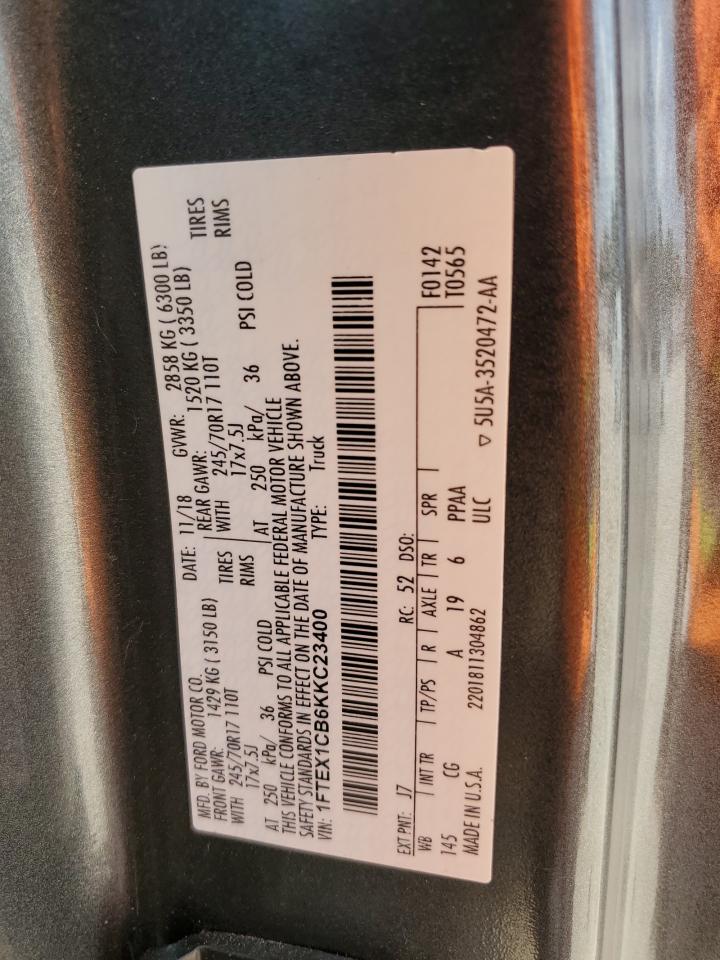 MFD. BY FORD MOTOR CO. DATE: 11/18 GVWR: 2858 KG ( 6300 LB)
FRONT GAWR: 1429 KG ( 3150 LB) REAR GAWR: 1520 KG ( 3350 LB)
WITH 245/70R17 110T TIRES WITH 245/70R17 110T TIRES
17x7.5J RIMS 17x7.5J RIMS
AT 250 kPa/ 36 PSI COLD AT 250 kPa/ 36 PSI COLD
THIS VEHICLE CONFORMS TO ALL APPLICABLE FEDERAL MOTOR VEHICLE
SAFETY STANDARDS IN EFFECT ON THE DATE OF MANUFACTURE SHOWN ABOVE.
VIN: 1FTEX1CB6KKC23400 TYPE: Truck
EXT PNT: J7 RC: 52 DSO: F0142
WB INT TR TP/PS R AXLE TR SPR T0565
145 CG A 19 6 PPAA
MADE IN U.S.A. 2201811304862 ULC ▽ 5U5A-3520472-AA